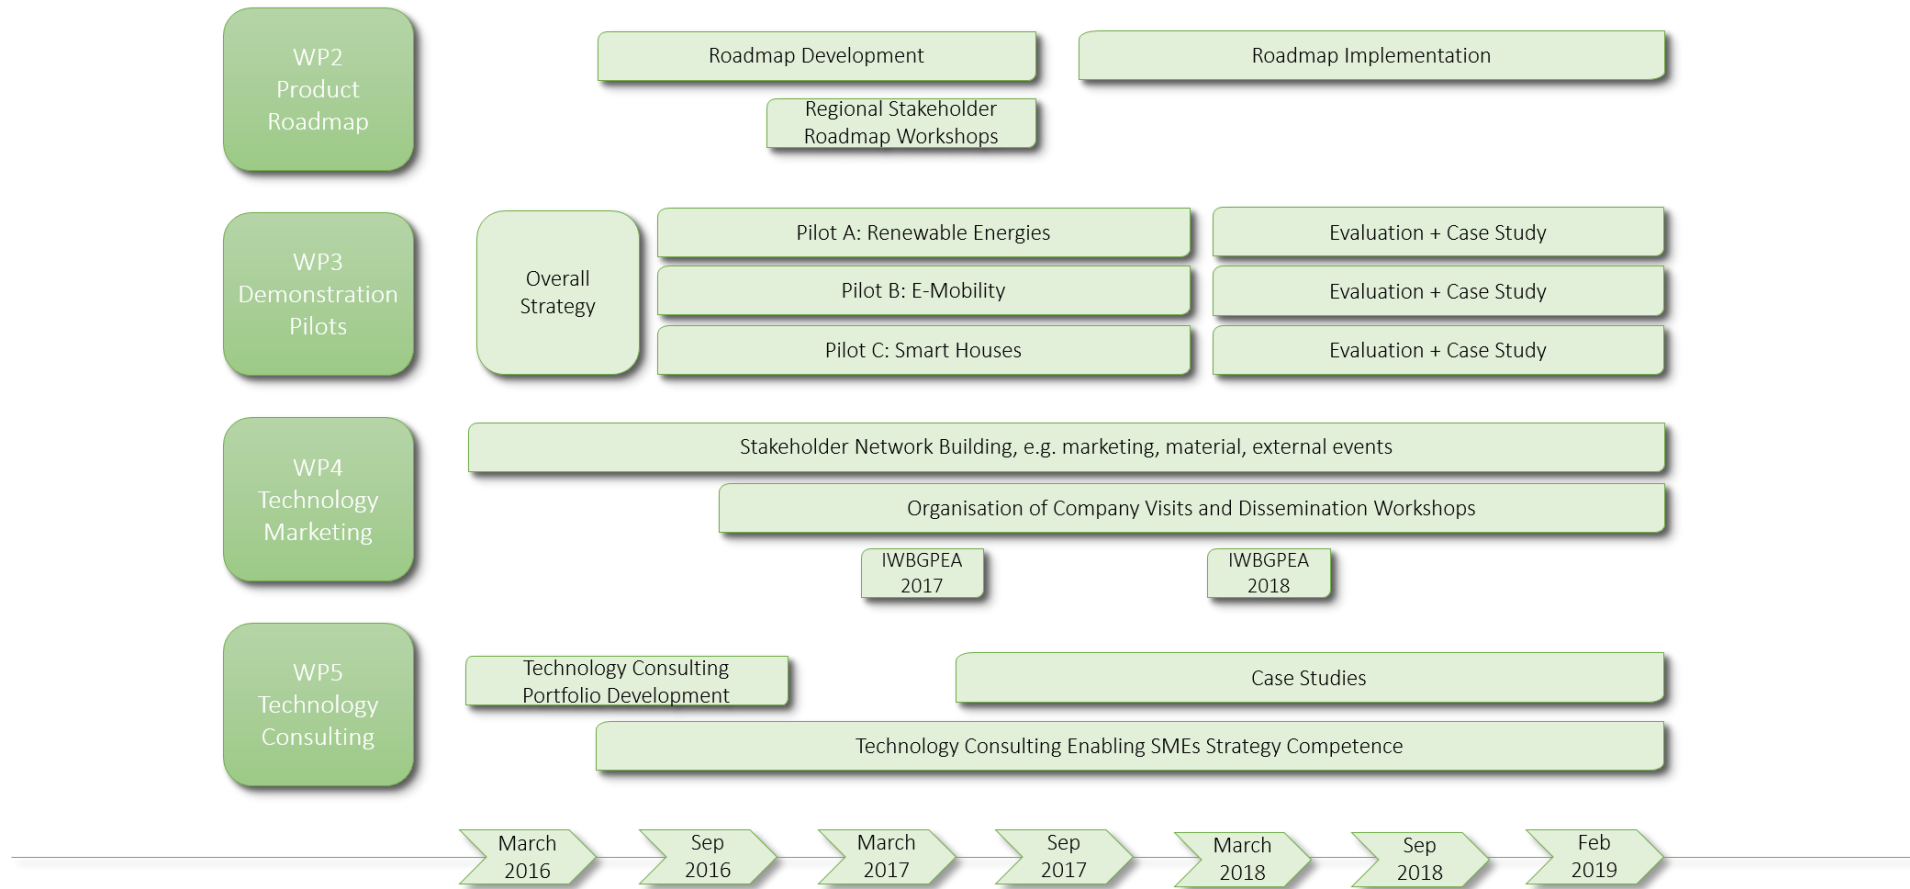 WP2
Product
Roadmap
Roadmap Development
Roadmap Implementation
Regional Stakeholder
Roadmap Workshops
WP3
Demonstration
Pilots
Overall
Strategy
Pilot A: Renewable Energies
Evaluation + Case Study
Pilot B: E-Mobility
Evaluation + Case Study
Pilot C: Smart Houses
Evaluation + Case Study
WP4
Technology
Marketing
Stakeholder Network Building, e.g. marketing, material, external events
Organisation of Company Visits and Dissemination Workshops
IWBGPEA
2017
IWBGPEA
2018
WP5
Technology
Consulting
Technology Consulting
Portfolio Development
Case Studies
Technology Consulting Enabling SMEs Strategy Competence
March
2016
Sep
2016
March
2017
Sep
2017
March
2018
Sep
2018
Feb
2019